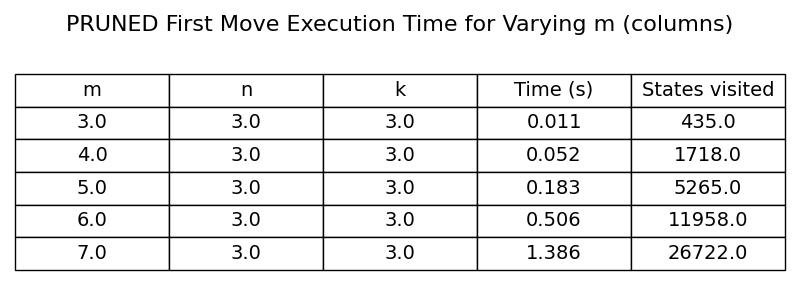 PRUNED First Move Execution Time for Varying m (columns)
m n k Time (s) States visited
3.0 3.0 3.0 0.011 435.0
4.0 3.0 3.0 0.052 1718.0
5.0 3.0 3.0 0.183 5265.0
6.0 3.0 3.0 0.506 11958.0
7.0 3.0 3.0 1.386 26722.0